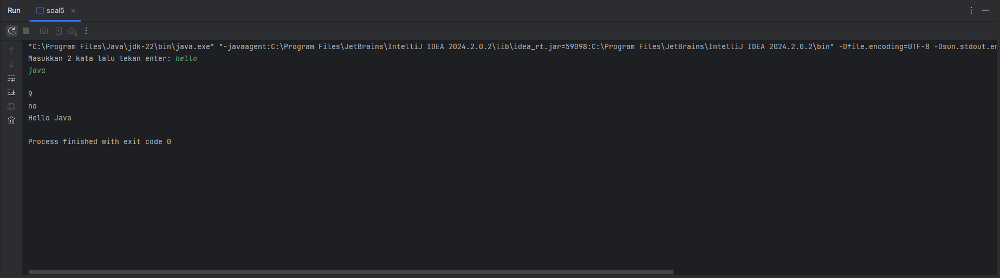 Run soal5
"C:\Program Files\Java\jdk-22\bin\java.exe" "-javaagent:C:\Program Files\JetBrains\IntelliJ IDEA 2024.2.0.2\lib\idea_rt.jar=59098:C:\Program Files\JetBrains\IntelliJ IDEA 2024.2.0.2\bin" -Dfile.encoding=UTF-8 -Dsun.stdout.en
Masukkan 2 kata lalu tekan enter: hello
java
9
no
Hello Java
Process finished with exit code 0